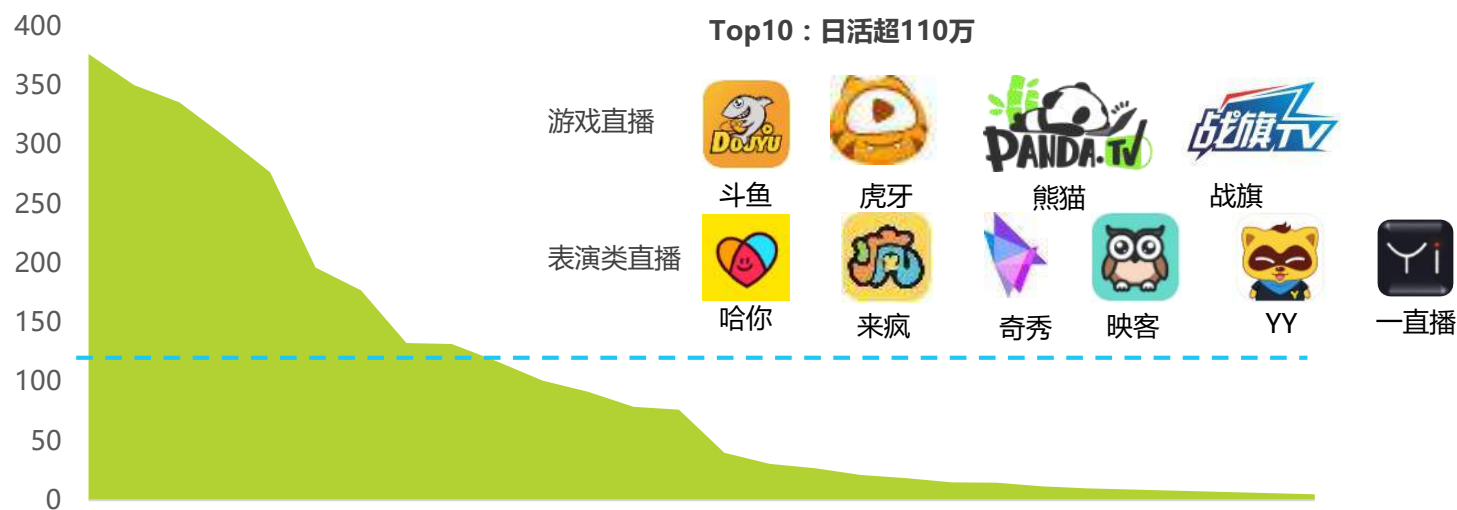 400
350
300
250
200
150
100
50
0
Top10：日活超110万
游戏直播
DOUYU
PANDA.TV
战旗TV
斗鱼
虎牙
熊猫
战旗
表演类直播
疯
Yi
哈你
来疯
奇秀
映客
YY
一直播